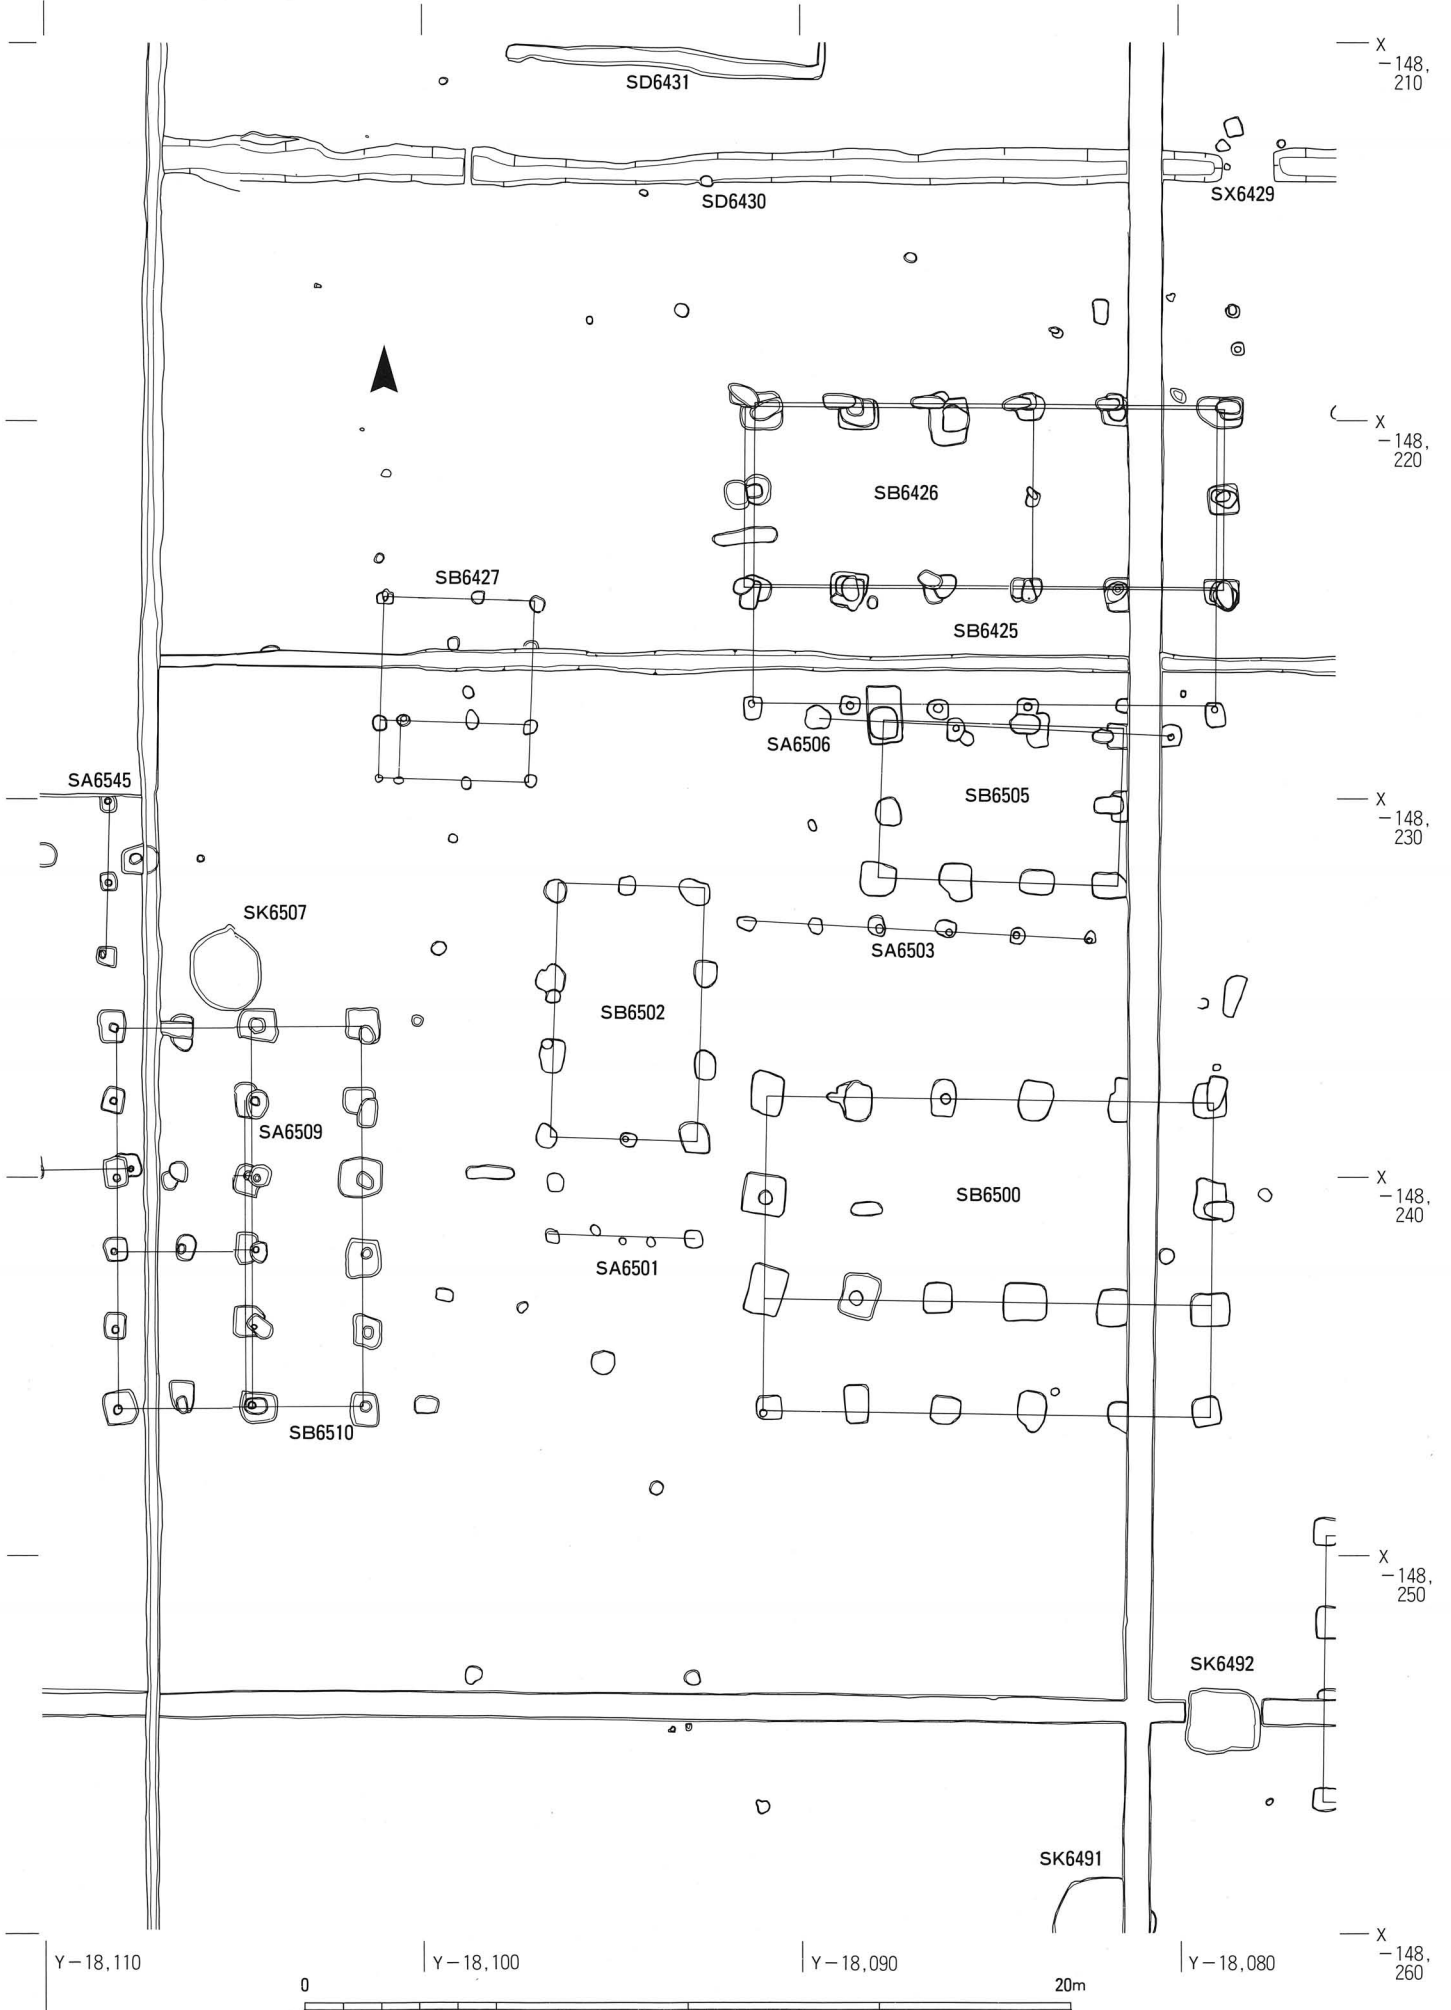 X
-148,
210
SD6431
SD6430
SX6429
X
-148,
220
SB6426
SB6427
SB6425
SA6506
SA6545
SB6505
X
-148,
230
SK6507
SA6503
SB6502
SA6509
X
-148,
240
SB6500
SA6501
SB6510
X
-148,
250
SK6492
SK6491
X
-148,
260
Y-18,110
Y-18,100
Y-18,090
Y-18,080
0
20m